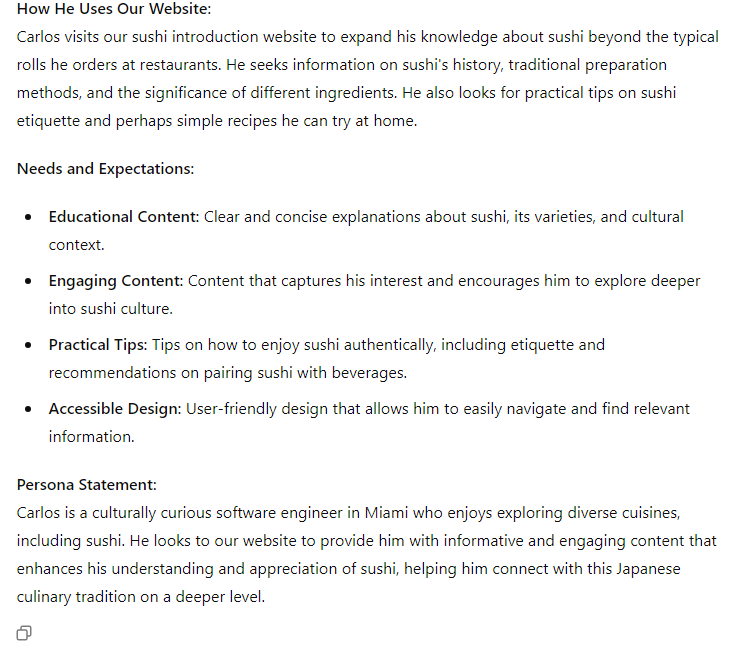 How He Uses Our Website:
Carlos visits our sushi introduction website to expand his knowledge about sushi beyond the typical
rolls he orders at restaurants. He seeks information on sushi's history, traditional preparation
methods, and the significance of different ingredients. He also looks for practical tips on sushi
etiquette and perhaps simple recipes he can try at home.
Needs and Expectations:
• Educational Content: Clear and concise explanations about sushi, its varieties, and cultural
context.
• Engaging Content: Content that captures his interest and encourages him to explore deeper
into sushi culture.
• Practical Tips: Tips on how to enjoy sushi authentically, including etiquette and
recommendations on pairing sushi with beverages.
• Accessible Design: User-friendly design that allows him to easily navigate and find relevant
information.
Persona Statement:
Carlos is a culturally curious software engineer in Miami who enjoys exploring diverse cuisines,
including sushi. He looks to our website to provide him with informative and engaging content that
enhances his understanding and appreciation of sushi, helping him connect with this Japanese
culinary tradition on a deeper level.